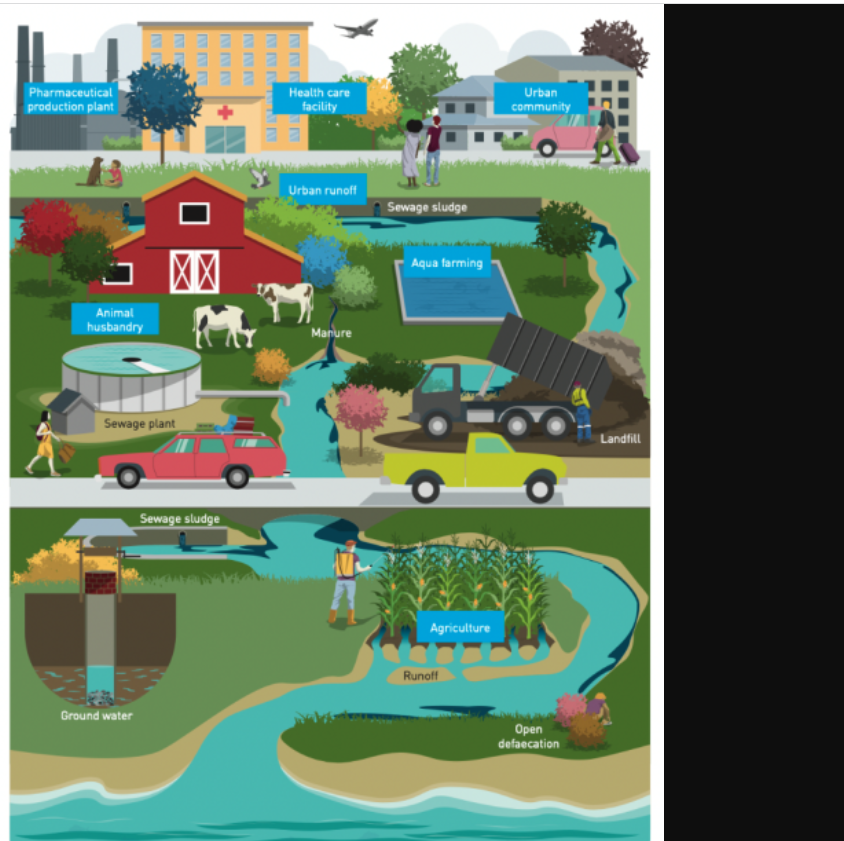 Pharmaceutical
production plant
Health care
facility
Urban
community
Urban runoff
Sewage sludge
Aqua farming
Animal
husbandry
Manure
Sewage plant
Landfill
Sewage sludge
Agriculture
Runoff
Ground water
Open
defaecation